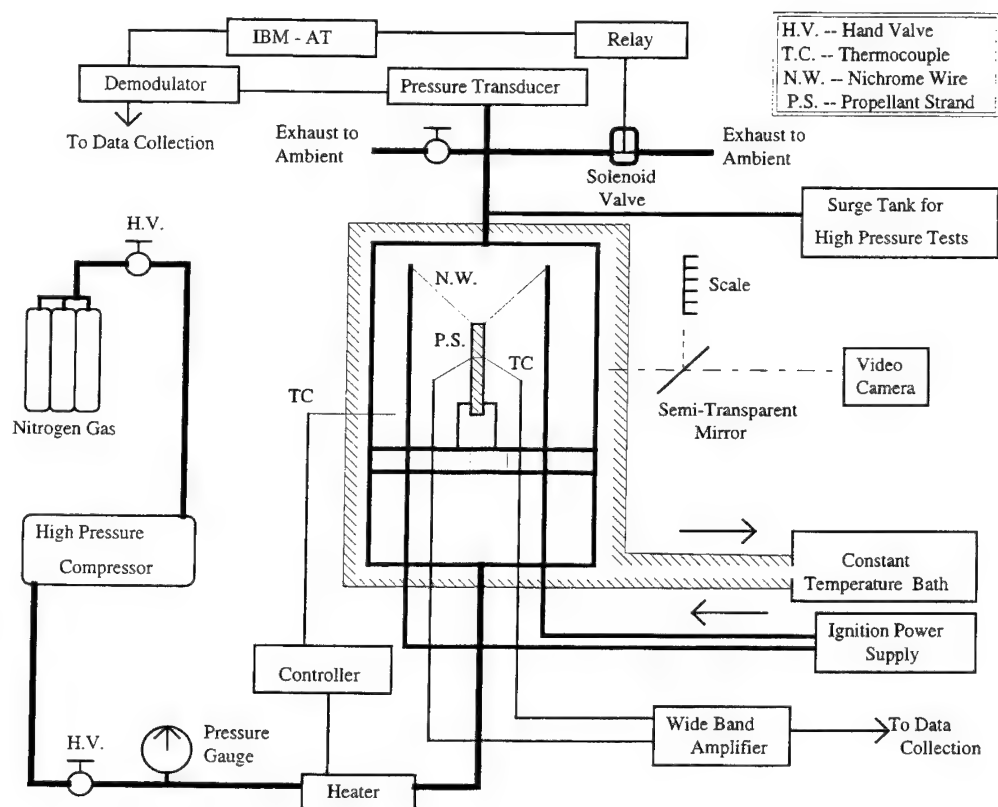 IBM - AT
Relay
H.V. -- Hand Valve
T.C. -- Thermocouple
N.W. -- Nichrome Wire
P.S. -- Propellant Strand
Demodulator
Pressure Transducer
To Data Collection
Exhaust to
Ambient
Exhaust to
Ambient
Solenoid
Valve
Surge Tank for
High Pressure Tests
H.V.
N.W.
Scale
P.S.
TC
TC
Video
Camera
Semi-Transparent
Mirror
Nitrogen Gas
High Pressure
Compressor
Constant
Temperature Bath
Ignition Power
Supply
Controller
Wide Band
Amplifier
To Data
Collection
H.V.
Pressure
Gauge
Heater